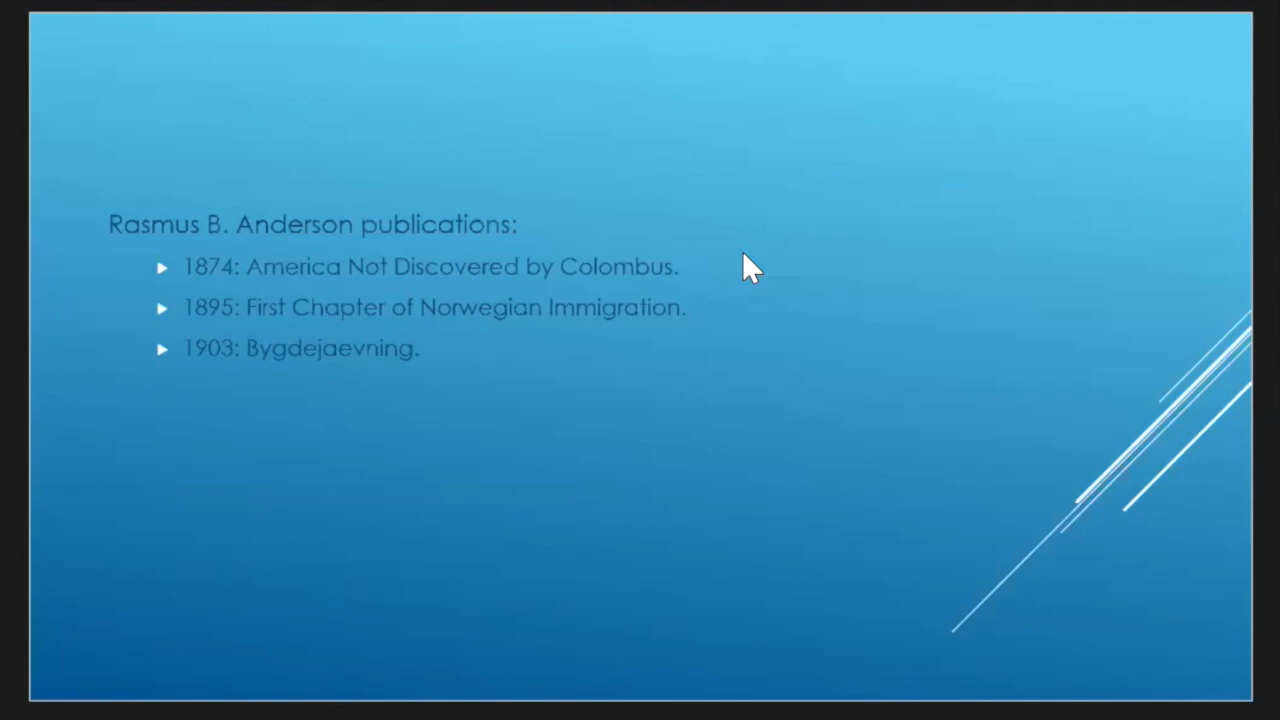 Rasmus B. Anderson publications:
1874: America Not Discovered by Colombus.
1895: First Chapter of Norwegian Immigration.
1903: Bygdejaevning.